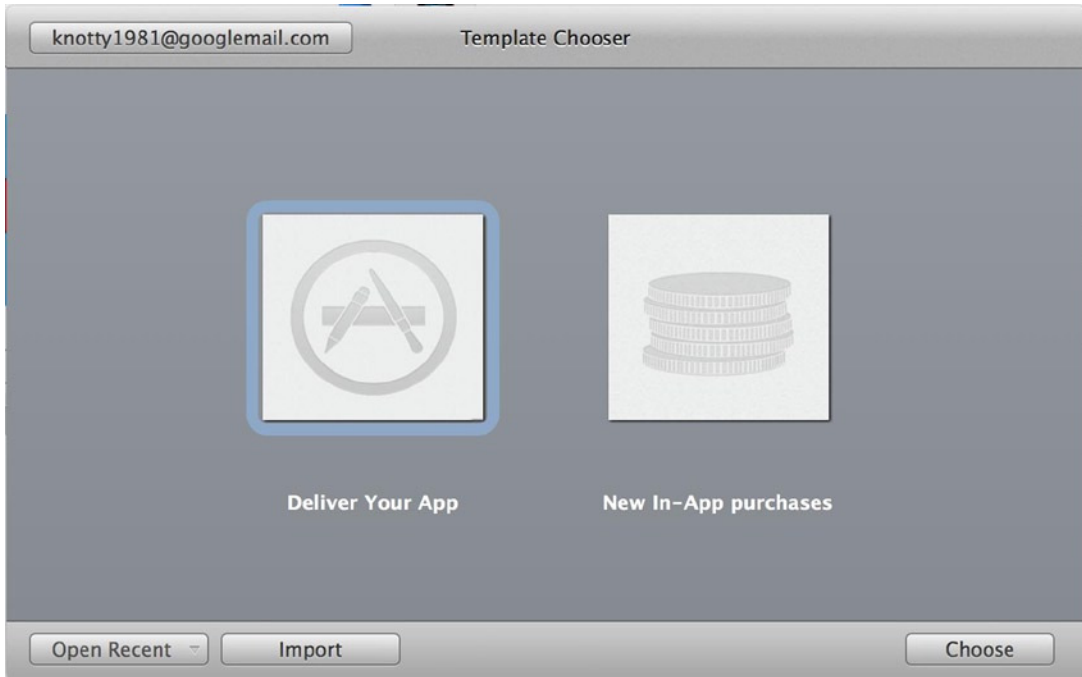 knotty1981@googlemail.com
Template Chooser
Deliver Your App
New In-App purchases
Open Recent
Import
Choose